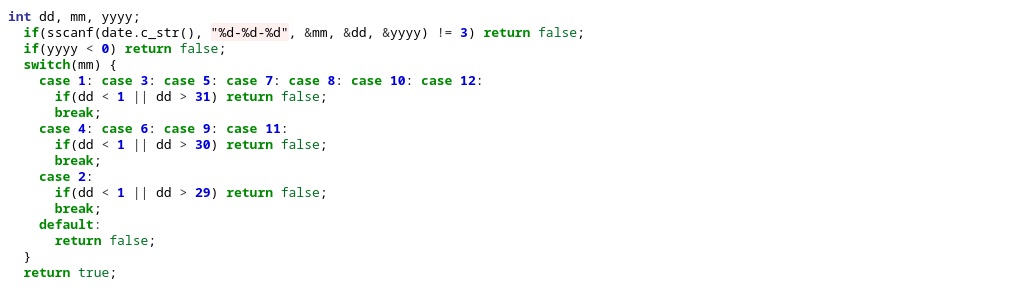 int dd, mm, yyyy;
  if(sscanf(date.c_str(), "%d-%d-%d", &mm, &dd, &yyyy) != 3) return false;
  if(yyyy < 0) return false;
  switch(mm) {
    case 1: case 3: case 5: case 7: case 8: case 10: case 12:
      if(dd < 1 || dd > 31) return false;
      break;
    case 4: case 6: case 9: case 11:
      if(dd < 1 || dd > 30) return false;
      break;
    case 2:
      if(dd < 1 || dd > 29) return false;
      break;
    default:
      return false;
  }
  return true;